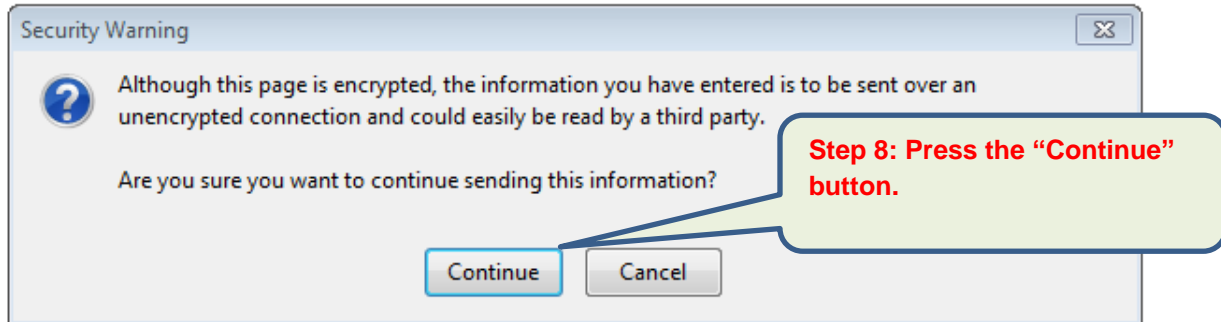 Security Warning
Although this page is encrypted, the information you have entered is to be sent over an
unencrypted connection and could easily be read by a third party.
Are you sure you want to continue sending this information?
Step 8: Press the “Continue”
button.
Continue
Cancel